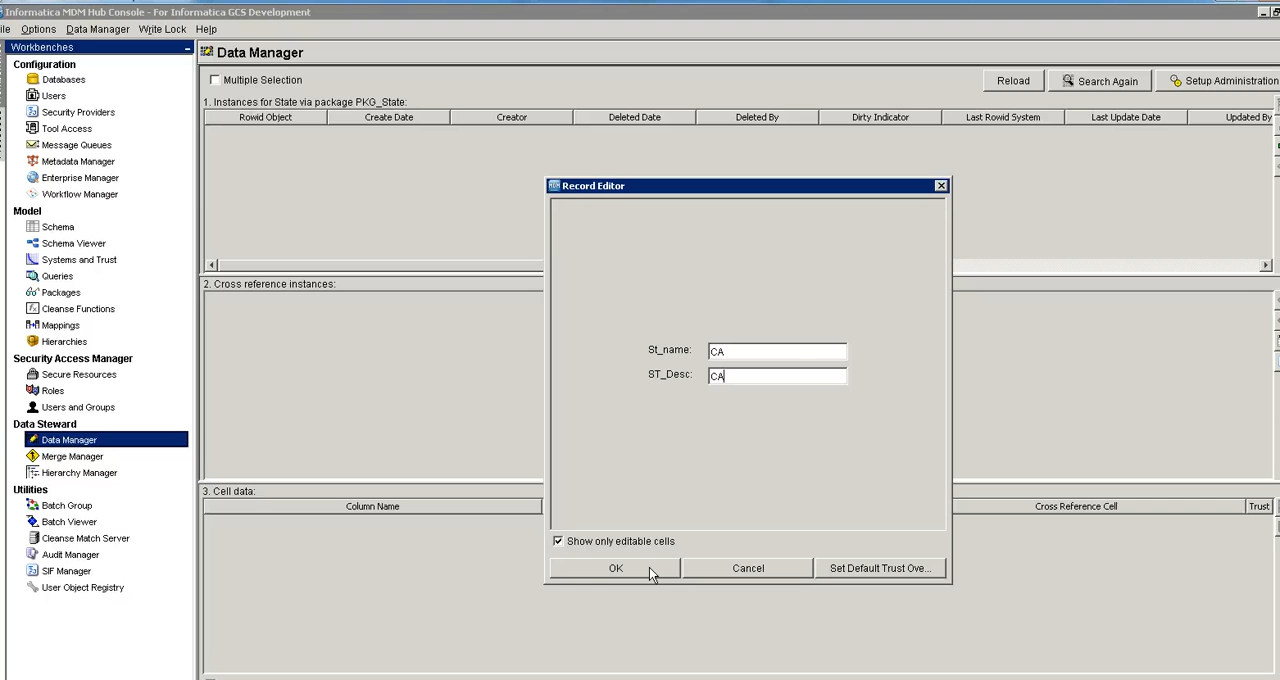 Informatica MDM Hub Console - For Informatica GCS Development
ile Options Data Manager Write Lock Help
Workbenches
Configuration
Databases
Users
Security Providers
Tool Access
Message Queues
Metadata Manager
Enterprise Manager
Workflow Manager
Model
Schema
Schema Viewer
Systems and Trust
Queries
Packages
Cleanse Functions
Mappings
Hierarchies
Security Access Manager
Secure Resources
Roles
Users and Groups
Data Steward
Data Manager
Merge Manager
Hierarchy Manager
Utilities
Batch Group
Batch Viewer
Cleanse Match Server
Audit Manager
SIF Manager
User Object Registry
Data Manager
Multiple Selection
Reload Search Again Setup Administration
1. Instances for State via package PKG_State:
Rowid Object Create Date Creator Deleted Date Deleted By Dirty Indicator Last Rowid System Last Update Date Updated By
2. Cross reference instances:
3. Cell data:
Column Name Cross Reference Cell Trust
MDM Record Editor
St_name: CA
ST_Desc: CA
Show only editable cells
OK Cancel Set Default Trust Ove...